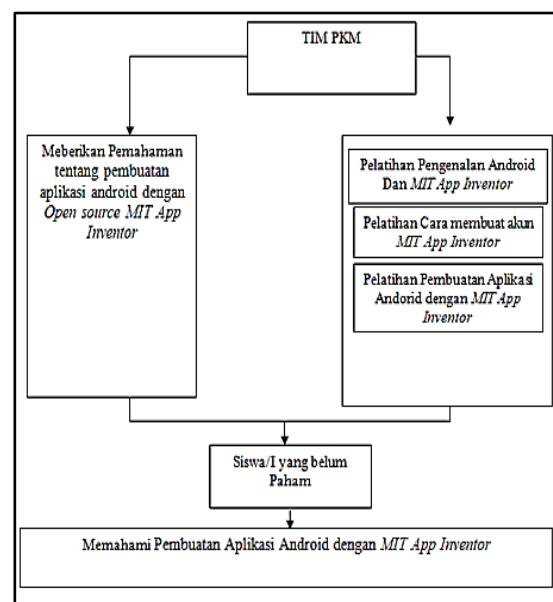 TIM PKM
Meberikan Pemahaman
tentang pembuatan
aplikasi android dengan
Open source MIT App
Inventor
Pelatihan Pengenalan Android
Dan MIT App Inventor
Pelatihan Cara membuat akun
MIT App Inventor
Pelatihan Pembuatan Aplikasi
Andorid dengan MIT App
Inventor
Siswa/I yang belum
Paham
Memahami Pembuatan Aplikasi Android dengan MIT App Inventor